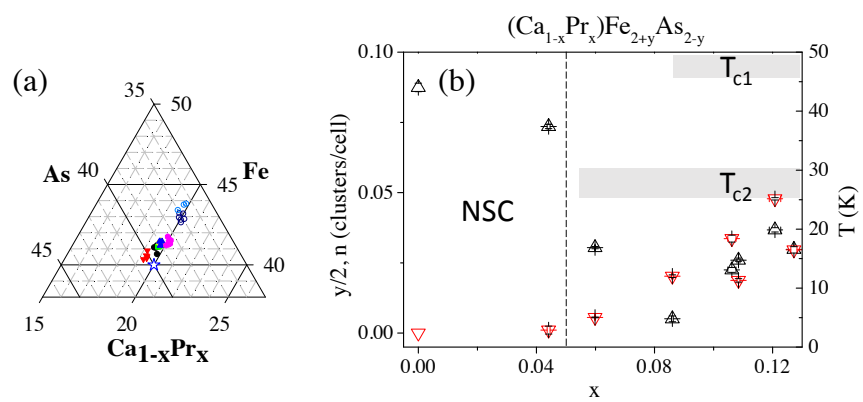 (Ca1-xPrx)Fe2+yAs2-y
(a)
35
50
As
40
45
Fe
45
40
15
20
25
Ca1-xPrx
(b)
0.10
0.05
0.00
y/2, n (clusters/cell)
NSC
Tc1
Tc2
50
40
30
20
10
0
T (K)
0.00
0.04
0.08
0.12
x